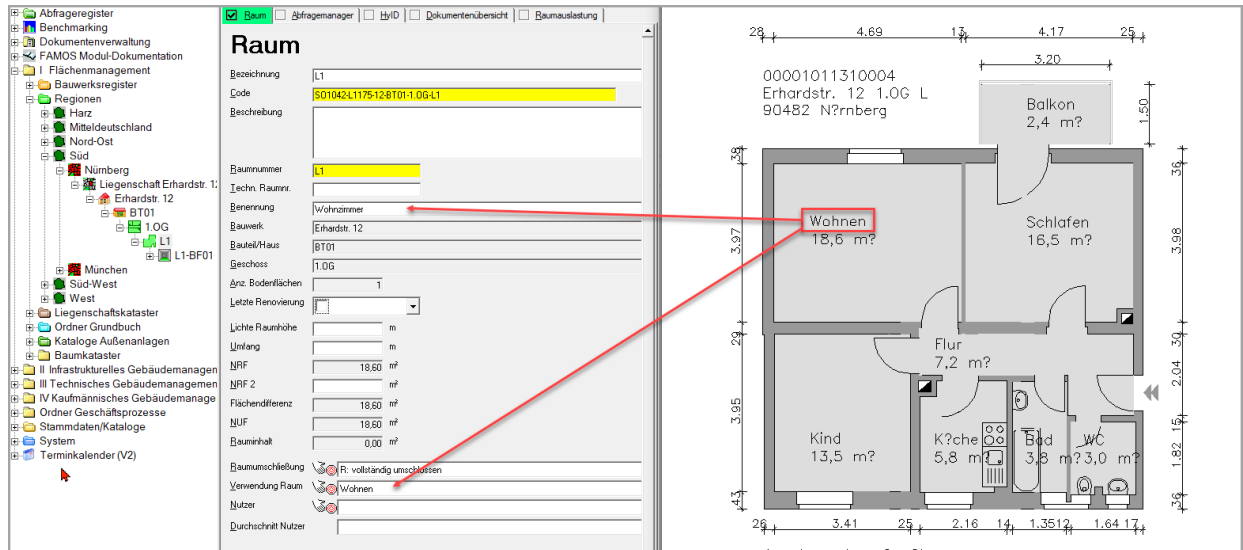 Abfrageregister
Benchmarking
Dokumentenverwaltung
FAMOS Modul-Dokumentation
I Flächenmanagement
Bauwerksregister
Regionen
Harz
Mitteldeutschland
Nord-Ost
Süd
Nürnberg
Liegenschaft Erhardstr. 12
Erhardstr. 12
BT01
1.OG
L1
L1-BF01
München
Süd-West
West
Liegenschaftskataster
Ordner Grundbuch
Kataloge Außenanlagen
Baumkataster
II Infrastrukturelles Gebäudemanagen
III Technisches Gebäudemanagemen
IV Kaufmännisches Gebäudemanage
Ordner Geschäftsprozesse
Stammdaten/Kataloge
System
Terminkalender (V2)
Raum Abfragemanager HyID Dokumentenübersicht Raumauslastung
Raum
Bezeichnung L1
Code SO1042-L1175-12-BT01-1.OG-L1
Beschreibung
Raumnummer L1
Techn. Raumnr.
Benennung Wohnzimmer
Bauwerk Erhardstr. 12
Bauteil/Haus BT01
Geschoss 1.OG
Anz. Bodenflächen 1
Letzte Renovierung
Lichte Raumhöhe m
Umfang m
NRF 18,60 m²
NRF 2 m²
Flächendifferenz 18,60 m²
NUF 18,60 m²
Rauminhalt 0,00 m³
Raumumschließung R: vollständig umschlossen
Verwendung Raum Wohnen
Nutzer
Durchschnitt Nutzer
28 4.69 13 4.17 25
3.20
00001011310004
Erhardstr. 12 1.OG L
90482 N?rnberg
Balkon
2,4 m?
1.50
38
36
Wohnen
18,6 m?
Schlafen
16,5 m?
3.97
3.98
29
30
Flur
7,2 m?
2.04
3.95
15
Kind
13,5 m?
K?che
5,8 m?
Bad
3,8 m?
WC
3,0 m?
1.82
43
36
26 3.41 25 2.16 14 1.35 12 1.64 17